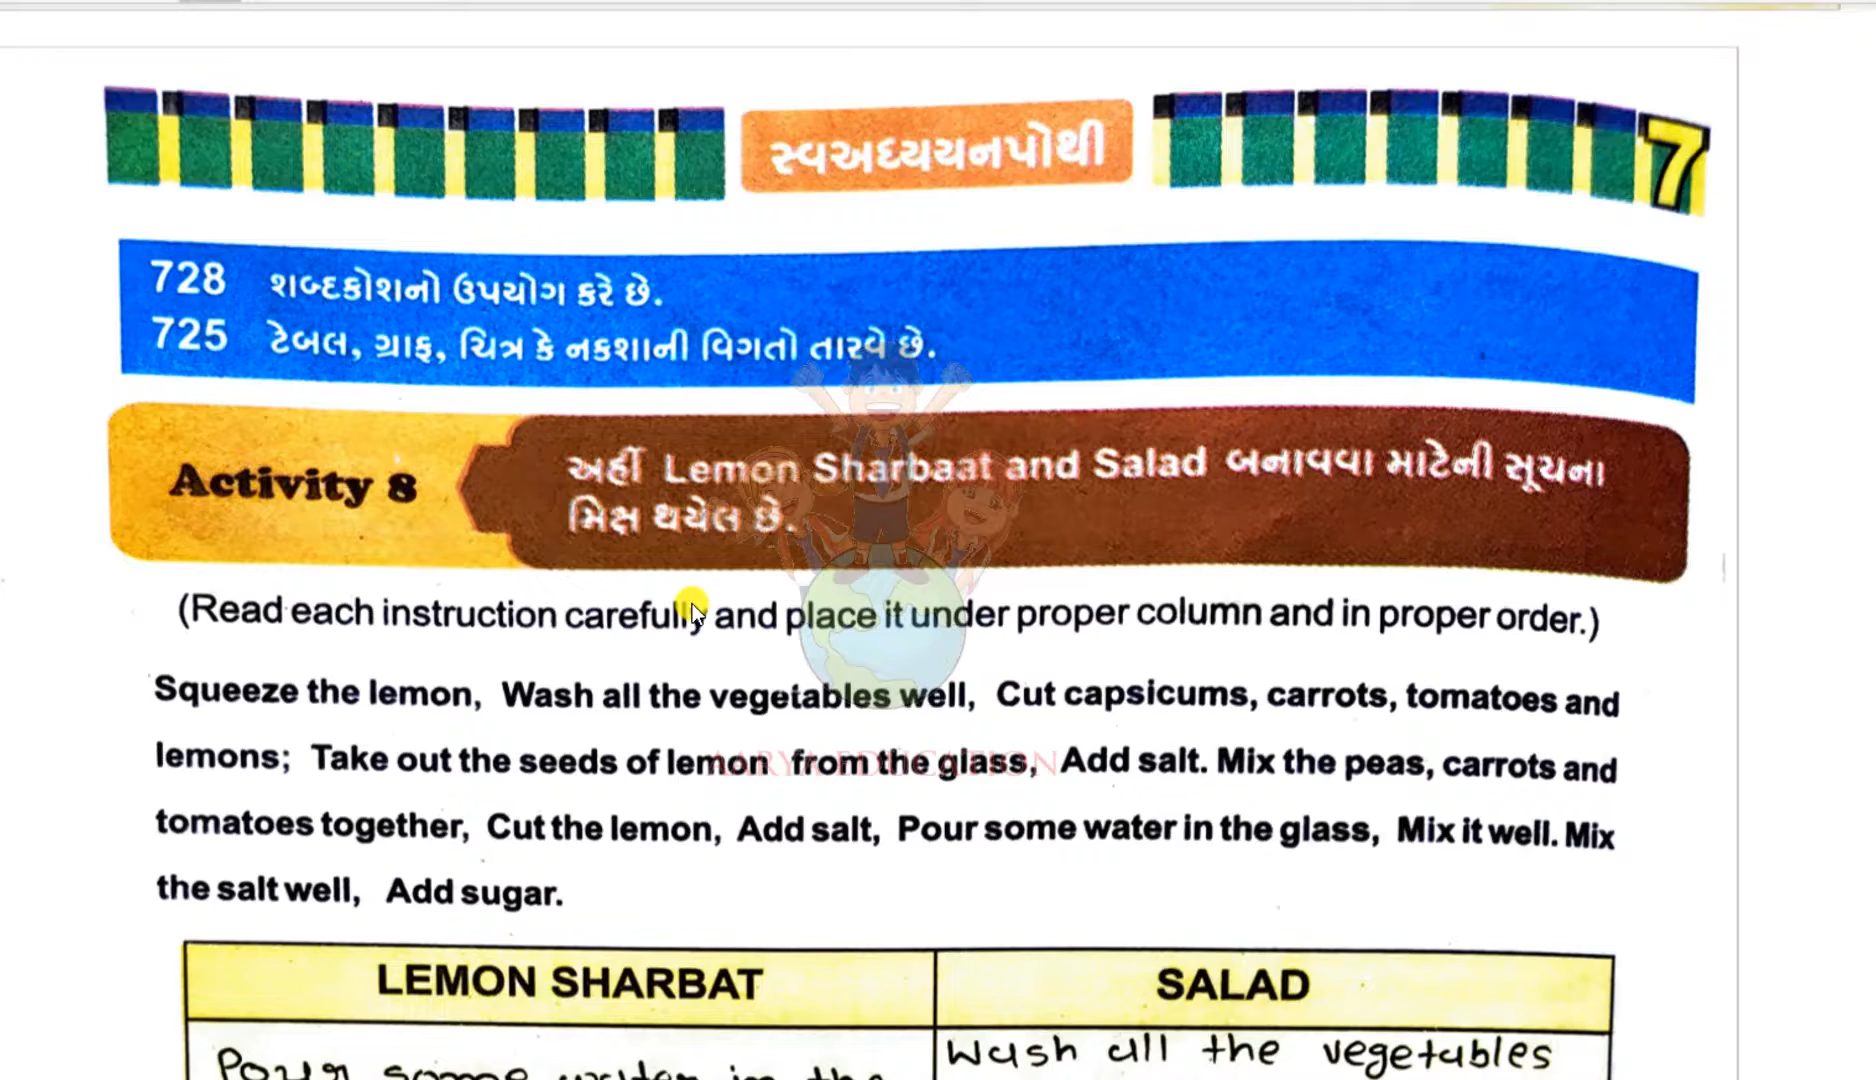 સ્વઅધ્યયનપોથી
7
728 શબ્દકોશનો ઉપયોગ કરે છે.
725 ટેબલ, ગ્રાફ, ચિત્ર કે નકશાની વિગતો તારવે છે.
Activity 8
અહીં Lemon Sharbaat and Salad બનાવવા માટેની સૂચના
મિક્ષ થયેલ છે.
(Read each instruction carefully and place it under proper column and in proper order.)
Squeeze the lemon, Wash all the vegetables well, Cut capsicums, carrots, tomatoes and
lemons; Take out the seeds of lemon from the glass, Add salt. Mix the peas, carrots and
AARYA EDUCATION
tomatoes together, Cut the lemon, Add salt, Pour some water in the glass, Mix it well. Mix
the salt well, Add sugar.
LEMON SHARBAT SALAD
Wash all the vegetables
Pour some water in the